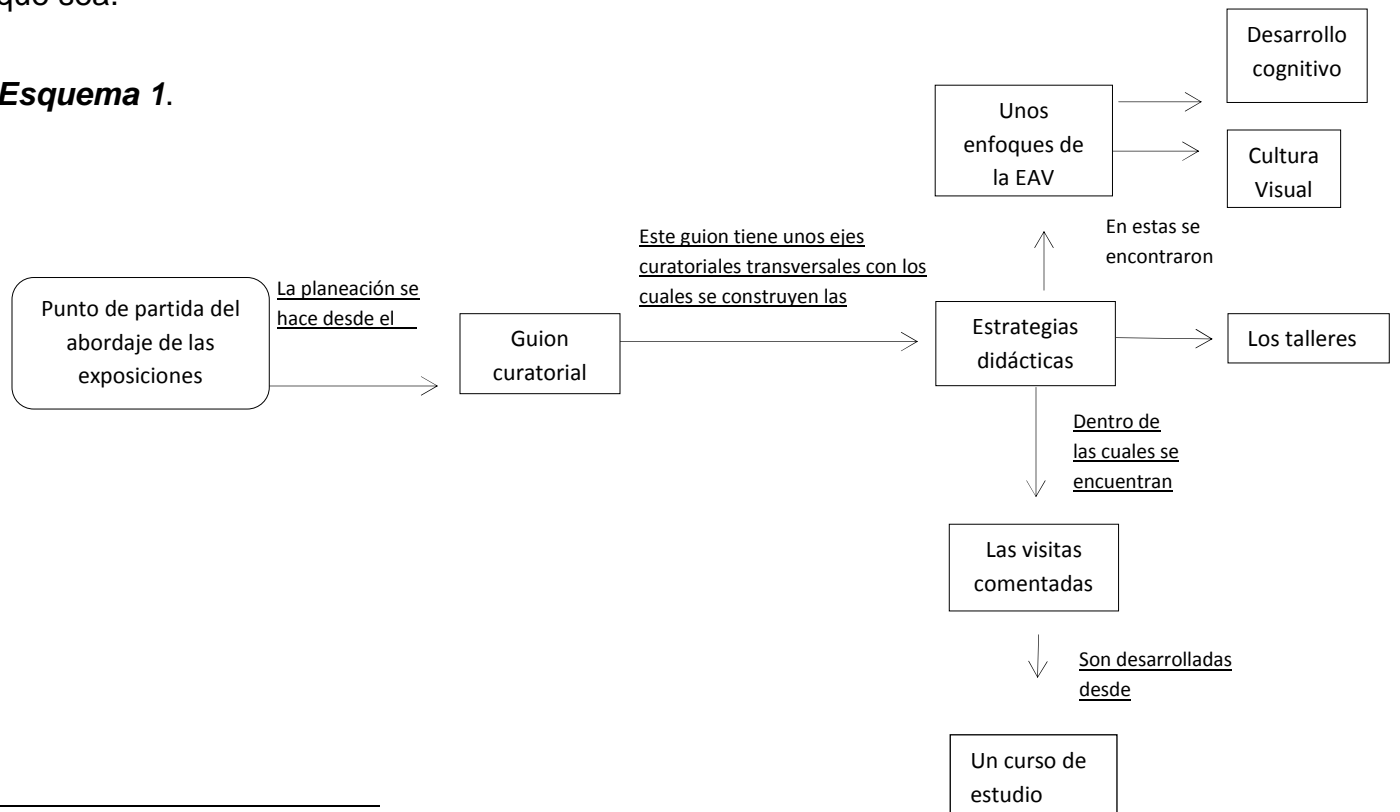 que sea.
Esquema 1.
Desarrollo
cognitivo
Unos
enfoques de
la EAV
Cultura
Visual
En estas se
encontraron
Este guion tiene unos ejes
curatoriales transversales con los
cuales se construyen las
La planeación se
hace desde el
Punto de partida del
abordaje de las
exposiciones
Guion
curatorial
Estrategias
didácticas
Los talleres
Dentro de
las cuales se
encuentran
Las visitas
comentadas
Son desarrolladas
desde
Un curso de
estudio